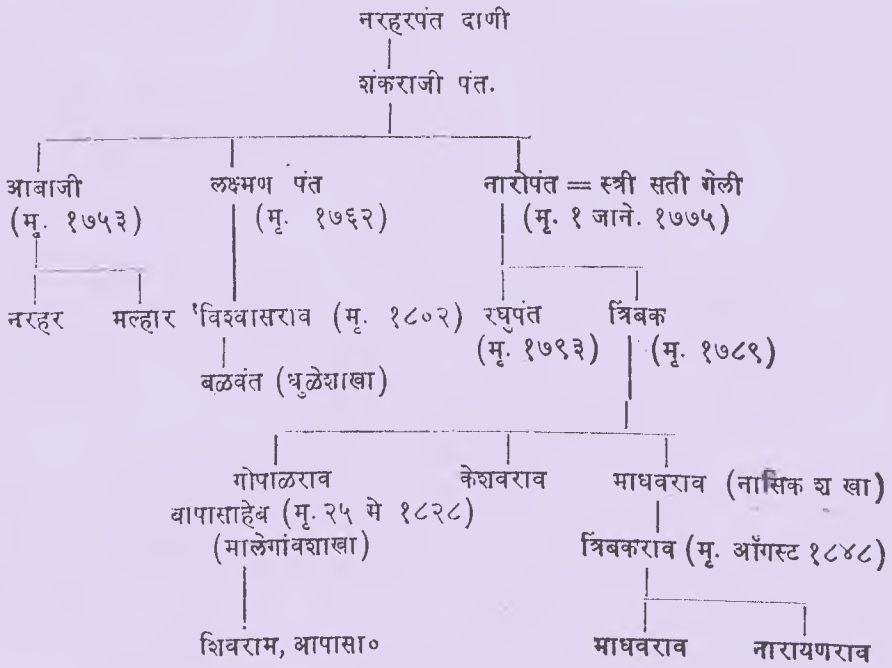 नरहरपंत दाणी
शंकराजी पंत.
आबाजी लक्ष्मण पंत नारोपंत = स्त्री सती गेली
(मृ. १७५३) (मृ. १७६२) (मृ. १ जाने. १७७५)
नरहर मल्हार 'विश्वासराव (मृ. १८०२) रघुपंत त्रिंबक
(मृ. १७९३) (मृ. १७८९)
बळवंत (धुळेशाखा)
गोपाळराव केशवराव माधवराव (नासिक श खा)
बापासाहेब (मृ. २५ मे १८२८)
(मालेगांवशाखा) त्रिंबकराव (मृ. ऑगस्ट १८४८)
शिवराम, आपासा० माधवराव नारायणराव